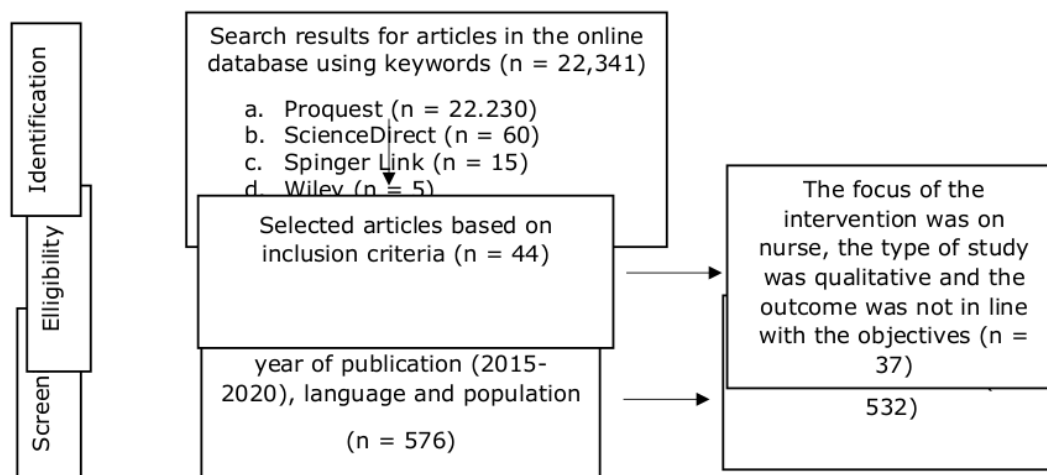 Identification
Search results for articles in the online
database using keywords (n = 22,341)
a. Proquest (n = 22.230)
b. ScienceDirect (n = 60)
c. Spinger Link (n = 15)
d. Wiley (n = 5)
Elligibility
Selected articles based on
inclusion criteria (n = 44)
The focus of the
intervention was on
nurse, the type of study
was qualitative and the
outcome was not in line
with the objectives (n =
37)
Screen
year of publication (2015-
2020), language and population
(n = 576)
532)